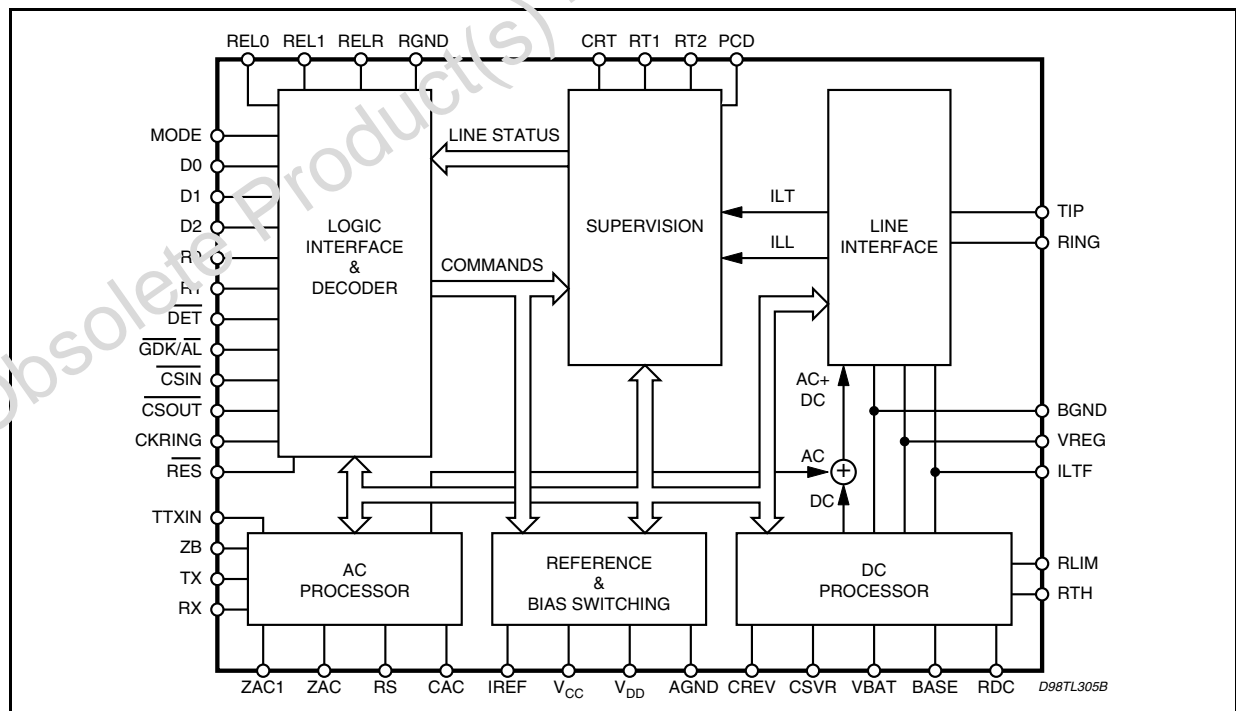 Obsolete Product(s)
REL0 REL1 RELR RGND CRT RT1 RT2 PCD
MODE
D0
D1
D2
R0
R1
DET
GDK/AL
CSIN
CSOUT
CKRING
RES
TTXIN
ZB
TX
RX
LOGIC
INTERFACE
&
DECODER
LINE STATUS
COMMANDS
SUPERVISION
ILT
ILL
LINE
INTERFACE
TIP
RING
AC+
DC
AC
+
DC
BGND
VREG
ILTF
AC
PROCESSOR
REFERENCE
&
BIAS SWITCHING
DC
PROCESSOR
RLIM
RTH
ZAC1 ZAC RS CAC IREF VCC VDD AGND CREV CSVR VBAT BASE RDC
D98TL305B